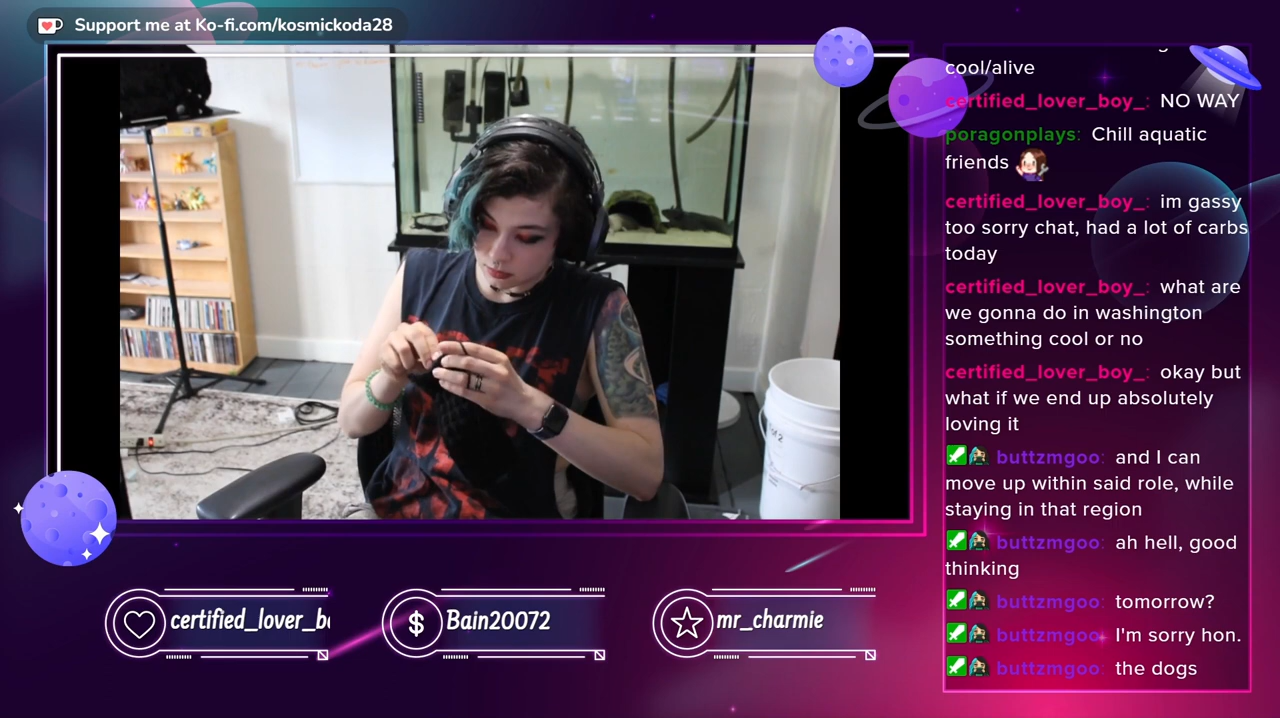 Support me at Ko-fi.com/kosmickoda28
cool/alive
certified_lover_boy_: NO WAY
poragonplays: Chill aquatic
friends
certified_lover_boy_: im gassy
too sorry chat, had a lot of carbs
today
certified_lover_boy_: what are
we gonna do in washington
something cool or no
certified_lover_boy_: okay but
what if we end up absolutely
loving it
buttzmgoo: and I can
move up within said role, while
staying in that region
buttzmgoo: ah hell, good
thinking
buttzmgoo: tomorrow?
buttzmgoo: I'm sorry hon.
buttzmgoo: the dogs
certified_lover_bo
Bain20072
mr_charmie